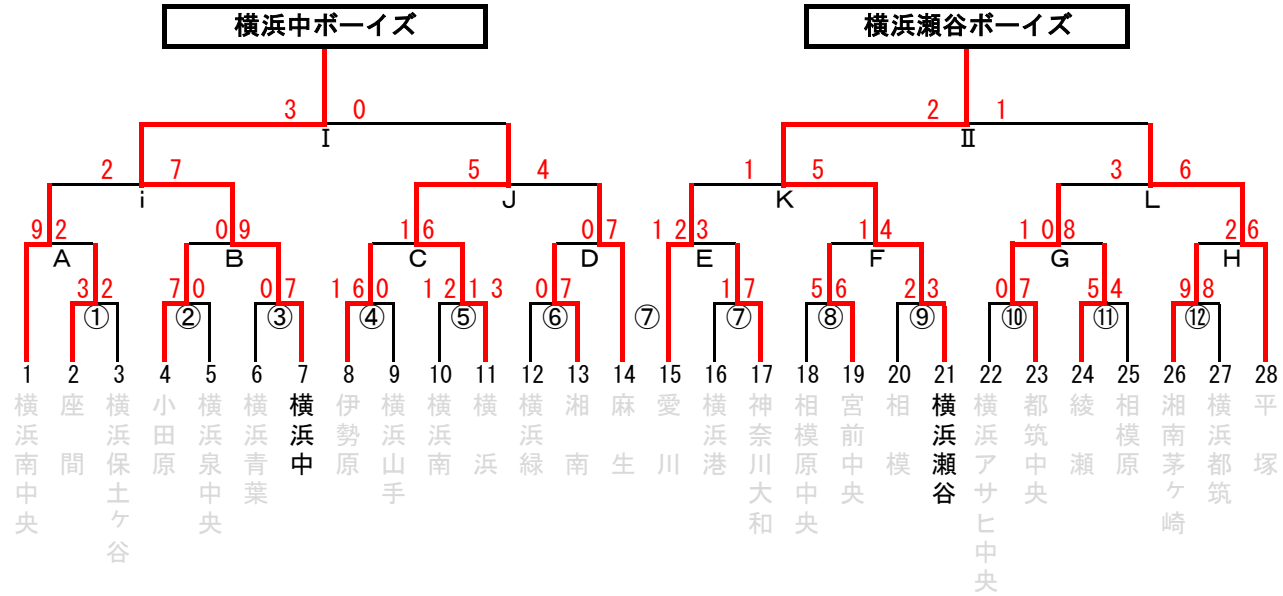 横浜中ボーイズ 横浜瀬谷ボーイズ
3 0 2 1
I II
2 7 5 4 1 5 3 6
i J K L
9 2 0 9 1 6 0 7 1 2 3 1 4 1 0 8 2 6
A B C D E F G H
3 2 7 0 0 7 1 6 0 1 2 1 3 0 7 1 7 5 6 2 3 0 7 5 4 9 8
① ② ③ ④ ⑤ ⑥ ⑦ ⑦ ⑧ ⑨ ⑩ ⑪ ⑫
1 2 3 4 5 6 7 8 9 10 11 12 13 14 15 16 17 18 19 20 21 22 23 24 25 26 27 28
横浜南中央
座間
横浜保土ケ谷
小田原
横浜泉中央
横浜青葉
横浜中
伊勢原
横浜山手
横浜南
横浜
横浜緑
湘南
麻生
愛川
横浜港
神奈川大和
相模原中央
宮前中央
相模
横浜瀬谷
横浜アサヒ中央
都筑中央
綾瀬
相模原
湘南茅ケ崎
横浜都筑
平塚